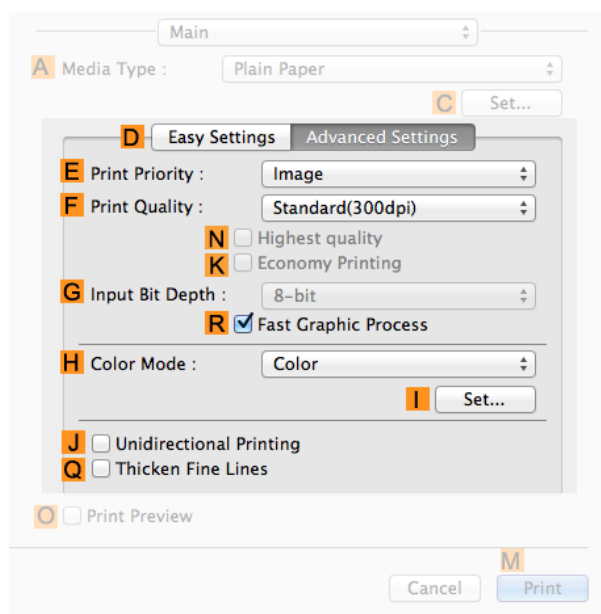 Main
A Media Type : Plain Paper
C Set...
D Easy Settings Advanced Settings
E Print Priority : Image
F Print Quality : Standard(300dpi)
N Highest quality
K Economy Printing
G Input Bit Depth : 8-bit
R Fast Graphic Process
H Color Mode : Color
I Set...
J Unidirectional Printing
Q Thicken Fine Lines
O Print Preview
M
Cancel Print